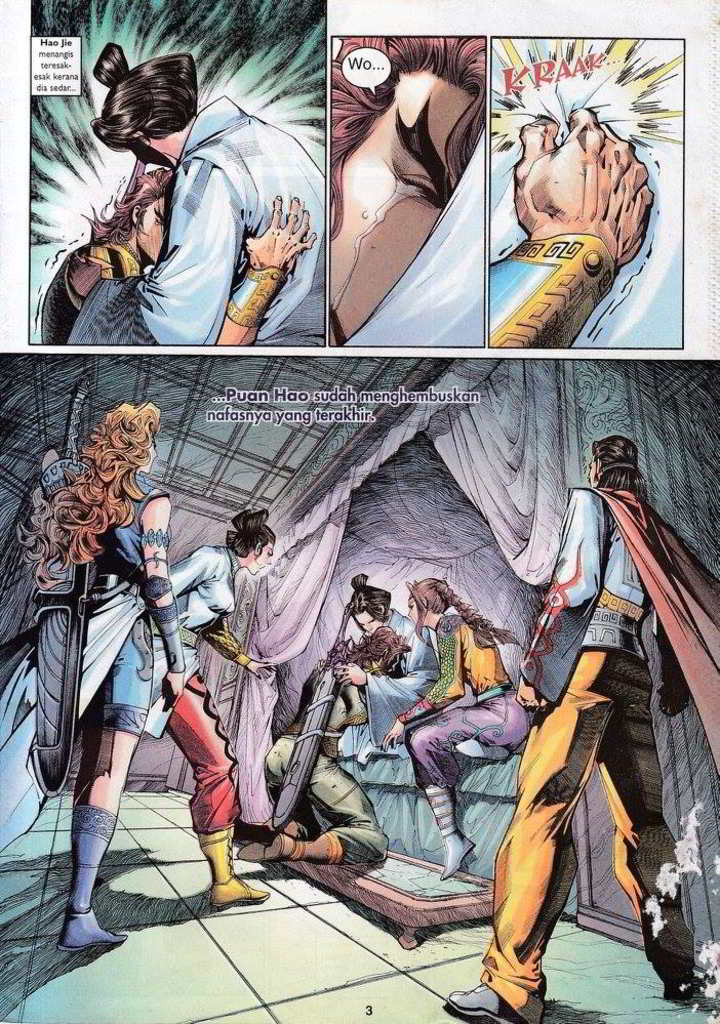 Hao Jie
menangis
teresak-
esak kerana
dia sedar...
Wo...
KRAAK...
...Puan Hao sudah menghembuskan
nafasnya yang terakhir.
3